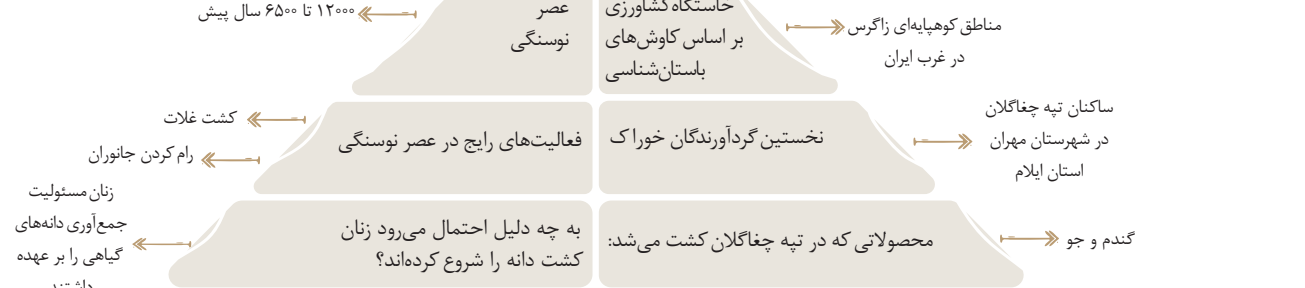 خاستگاه کشاورزی
بر اساس کاوش‌های
باستان‌شناسی
مناطق کوهپایه‌ای زاگرس
در غرب ایران
عصر
نوسنگی
۱۲۰۰۰ تا ۶۵۰۰ سال پیش
نخستین گردآورندگان خوراک
ساکنان تپه چغاگلان
در شهرستان مهران
استان ایلام
فعالیت‌های رایج در عصر نوسنگی
کشت غلات
رام کردن جانوران
محصولاتی که در تپه چغاگلان کشت می‌شد:
گندم و جو
به چه دلیل احتمال می‌رود زنان
کشت دانه را شروع کرده‌اند؟
زنان مسئولیت
جمع‌آوری دانه‌های
گیاهی را بر عهده
داشتند